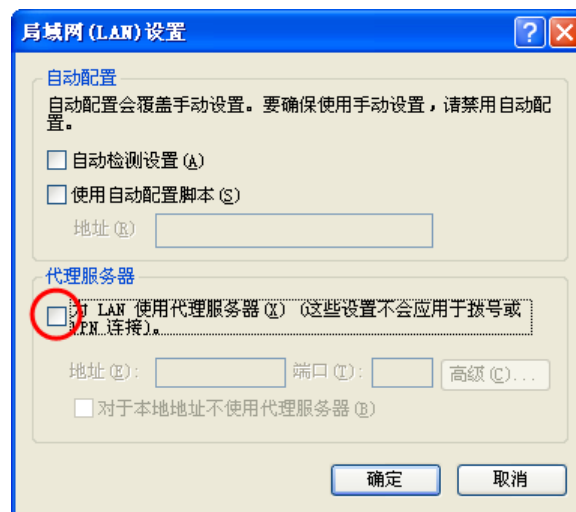 局域网(LAN)设置
自动配置
自动配置会覆盖手动设置。要确保使用手动设置,请禁用自动配
置。
自动检测设置(A)
使用自动配置脚本(S)
地址(R)
代理服务器
为 LAN 使用代理服务器(X) (这些设置不会应用于拨号或
VPN 连接)。
地址(E): 端口(T): 高级(C)...
对于本地地址不使用代理服务器(B)
确定 取消